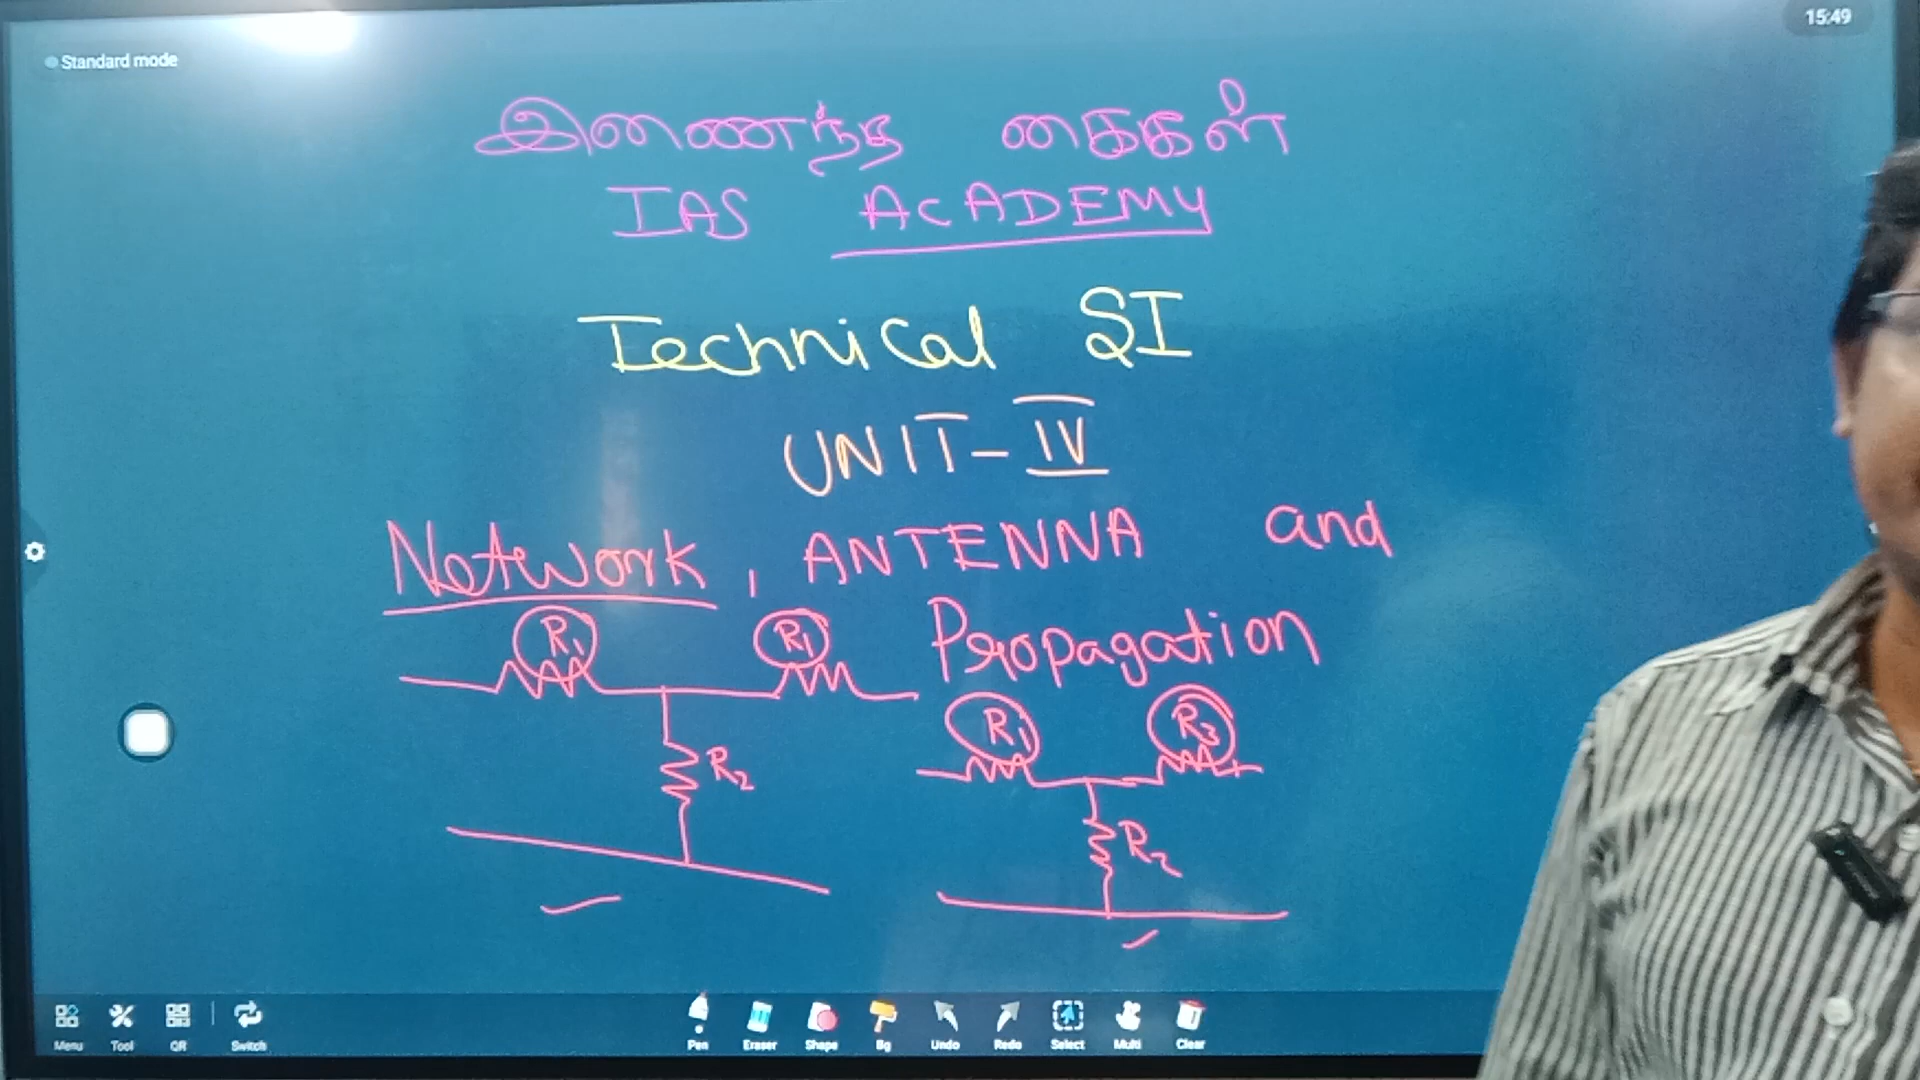 15:49
Standard mode
இணைந்த கைகள்
IAS ACADEMY
Technical SI
UNIT-IV
Network, ANTENNA and
Propagation
R1 R1
R2
R1 R3
R2
Menu Tool QR Switch Pen Eraser Shape Bg Undo Redo Select Multi Clear